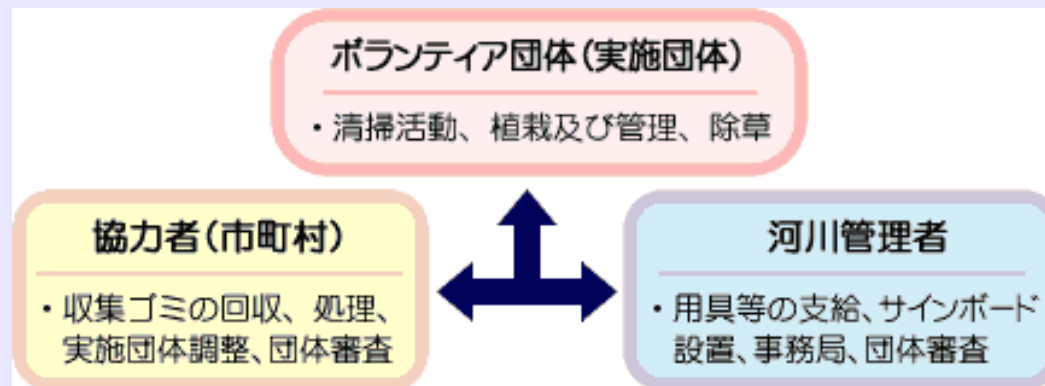 ボランティア団体(実施団体)
・清掃活動、植栽及び管理、除草
協力者(市町村)
・収集ゴミの回収、処理、
実施団体調整、団体審査
河川管理者
・用具等の支給、サインボード
設置、事務局、団体審査